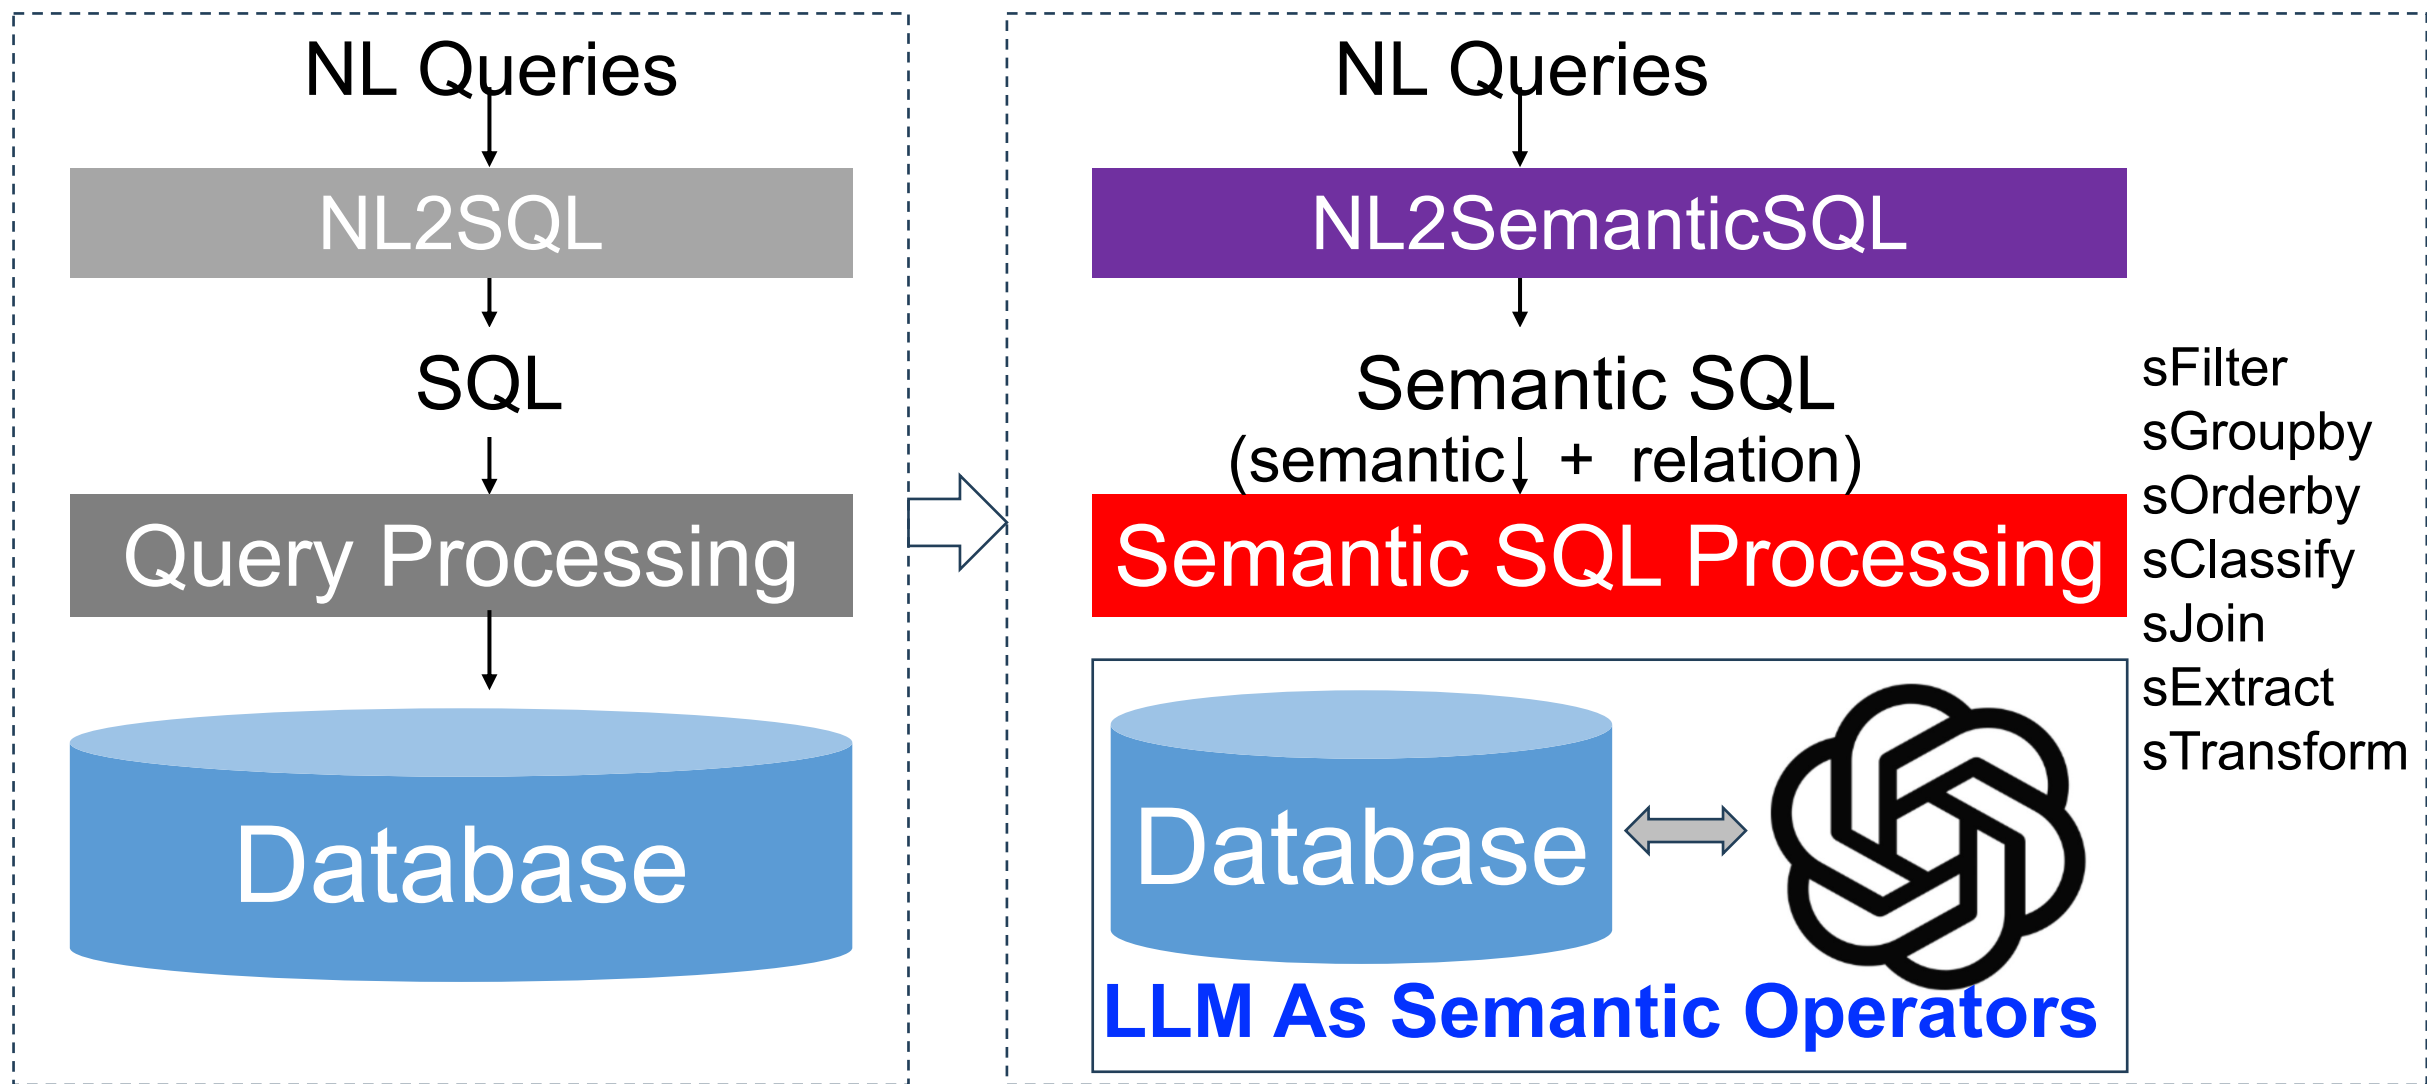 NL Queries
NL2SQL
SQL
Query Processing
Database
NL Queries
NL2SemanticSQL
Semantic SQL
(semantic + relation)
Semantic SQL Processing
Database
LLM As Semantic Operators
sFilter
sGroupby
sOrderby
sClassify
sJoin
sExtract
sTransform